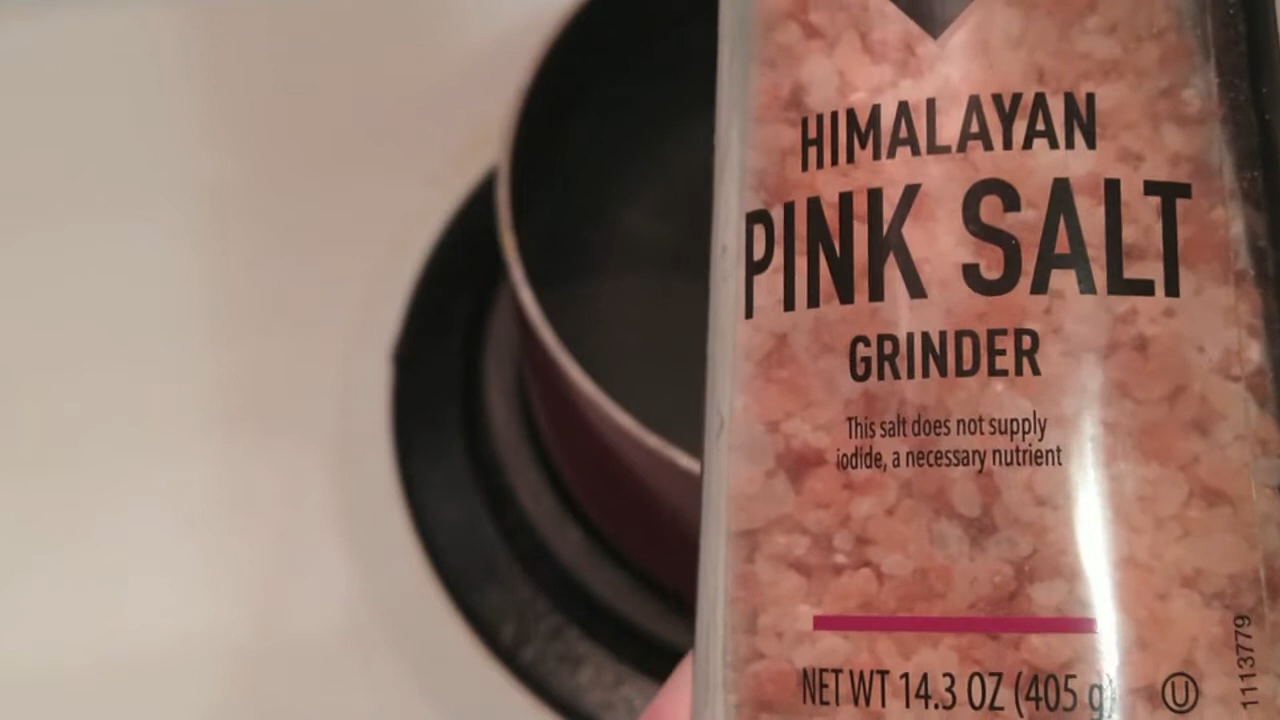 HIMALAYAN
PINK SALT
GRINDER
This salt does not supply
iodide, a necessary nutrient
NET WT 14.3 OZ (405 g)
U
1113779